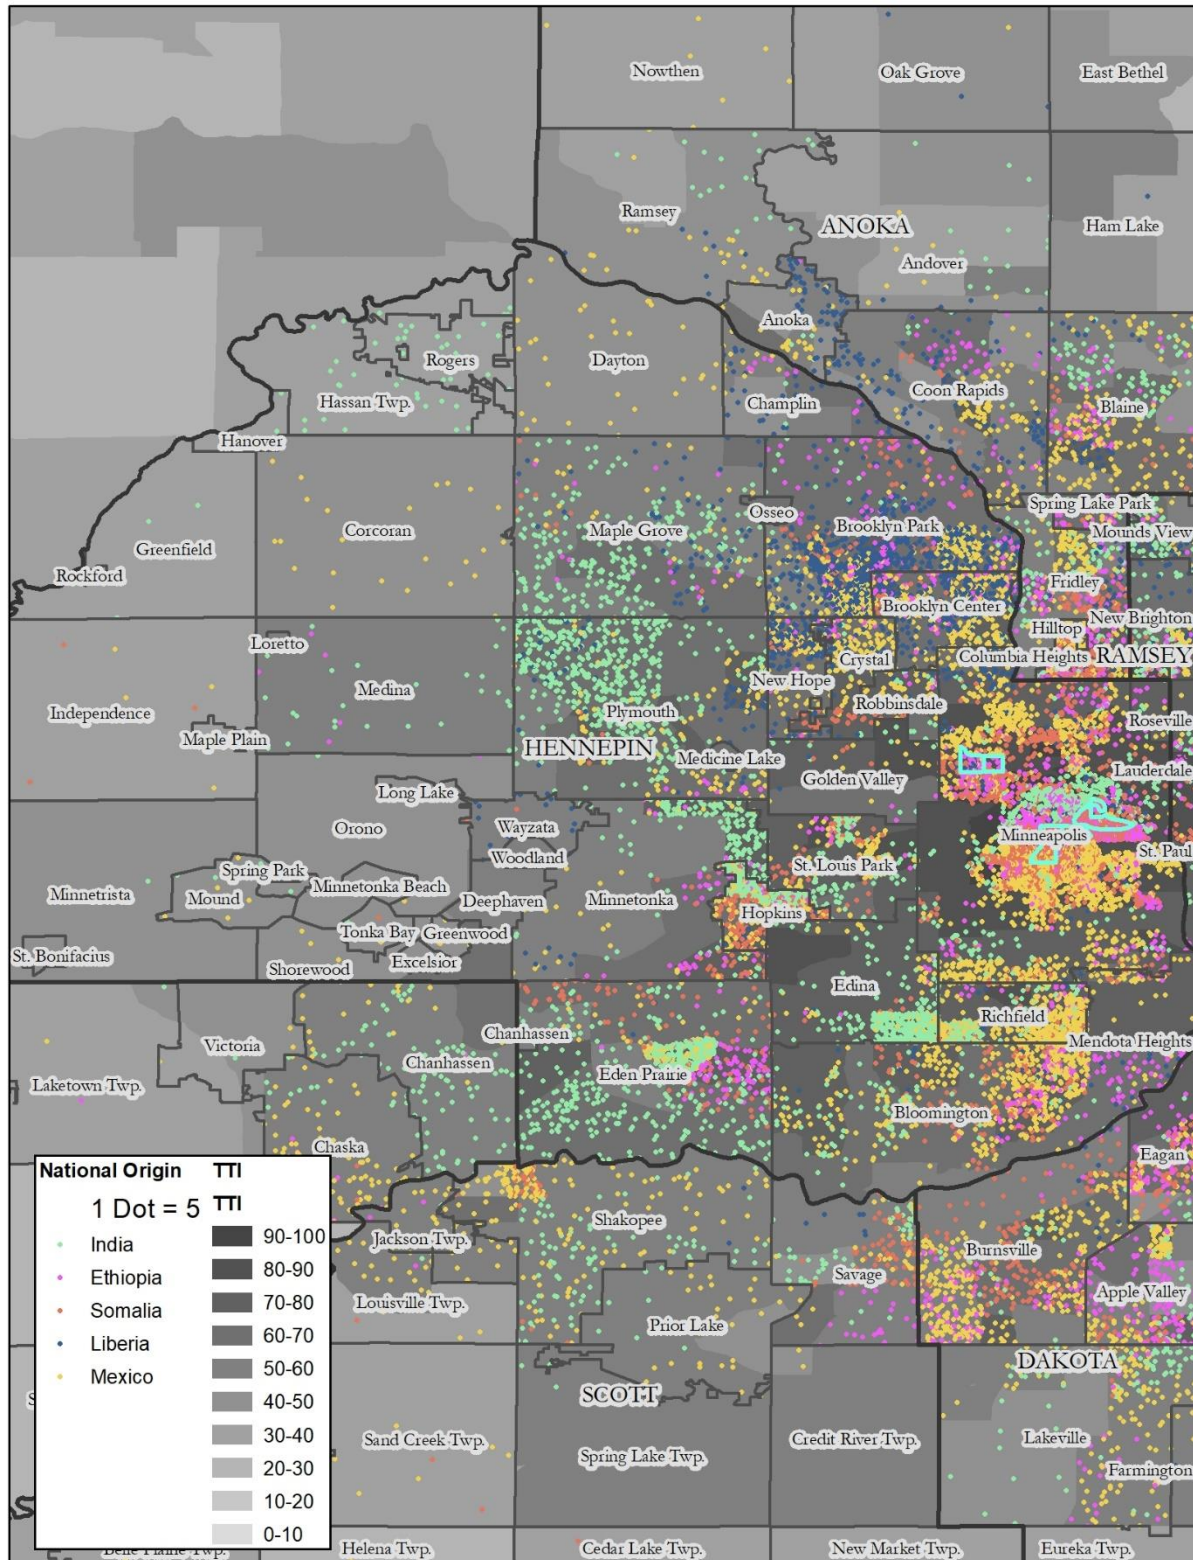 Nowthen
Oak Grove
East Bethel
Ramsey
ANOKA
Ham Lake
Andover
Anoka
Rogers
Dayton
Coon Rapids
Hassan Twp.
Champlin
Blaine
Hanover
Spring Lake Park
Osseo
Maple Grove
Brooklyn Park
Corcoran
Mounds View
Greenfield
Rockford
Fridley
Brooklyn Center
New Brighton
Hilltop
Loretto
Crystal
Columbia Heights
RAMSEY
Medina
New Hope
Robbinsdale
Independence
Plymouth
Roseville
Maple Plain
HENNEPIN
Medicine Lake
Golden Valley
Lauderdale
Long Lake
Orono
Wayzata
Minneapolis
Woodland
St. Paul
Spring Park
St. Louis Park
Minnetonka Beach
Minnetrista
Mound
Deephaven
Minnetonka
Hopkins
Tonka Bay
Greenwood
St. Bonifacius
Excelsior
Shorewood
Edina
Richfield
Chanhassen
Mendota Heights
Victoria
Chanhassen
Eden Prairie
Laketown Twp.
Bloomington
Chaska
Eagan
National Origin
TTI
1 Dot = 5
TTI
India
Ethiopia
Somalia
Liberia
Mexico
90-100
80-90
70-80
60-70
50-60
40-50
30-40
20-30
10-20
0-10
Shakopee
Jackson Twp.
Burnsville
Savage
Apple Valley
Louisville Twp.
Prior Lake
DAKOTA
SCOTT
Sand Creek Twp.
Spring Lake Twp.
Credit River Twp.
Lakeville
Farmington
Belle Plaine Twp.
Helena Twp.
Cedar Lake Twp.
New Market Twp.
Eureka Twp.